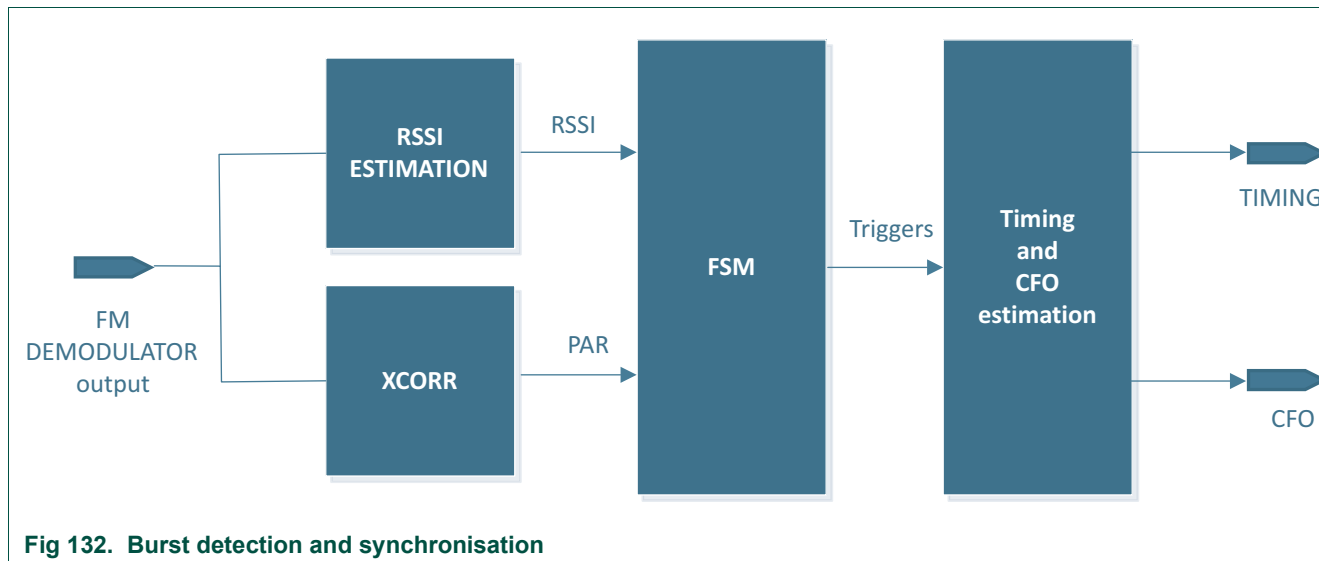 FM
DEMODULATOR
output
RSSI
ESTIMATION
XCORR
RSSI
PAR
FSM
Triggers
Timing
and
CFO
estimation
TIMING
CFO
Fig 132. Burst detection and synchronisation